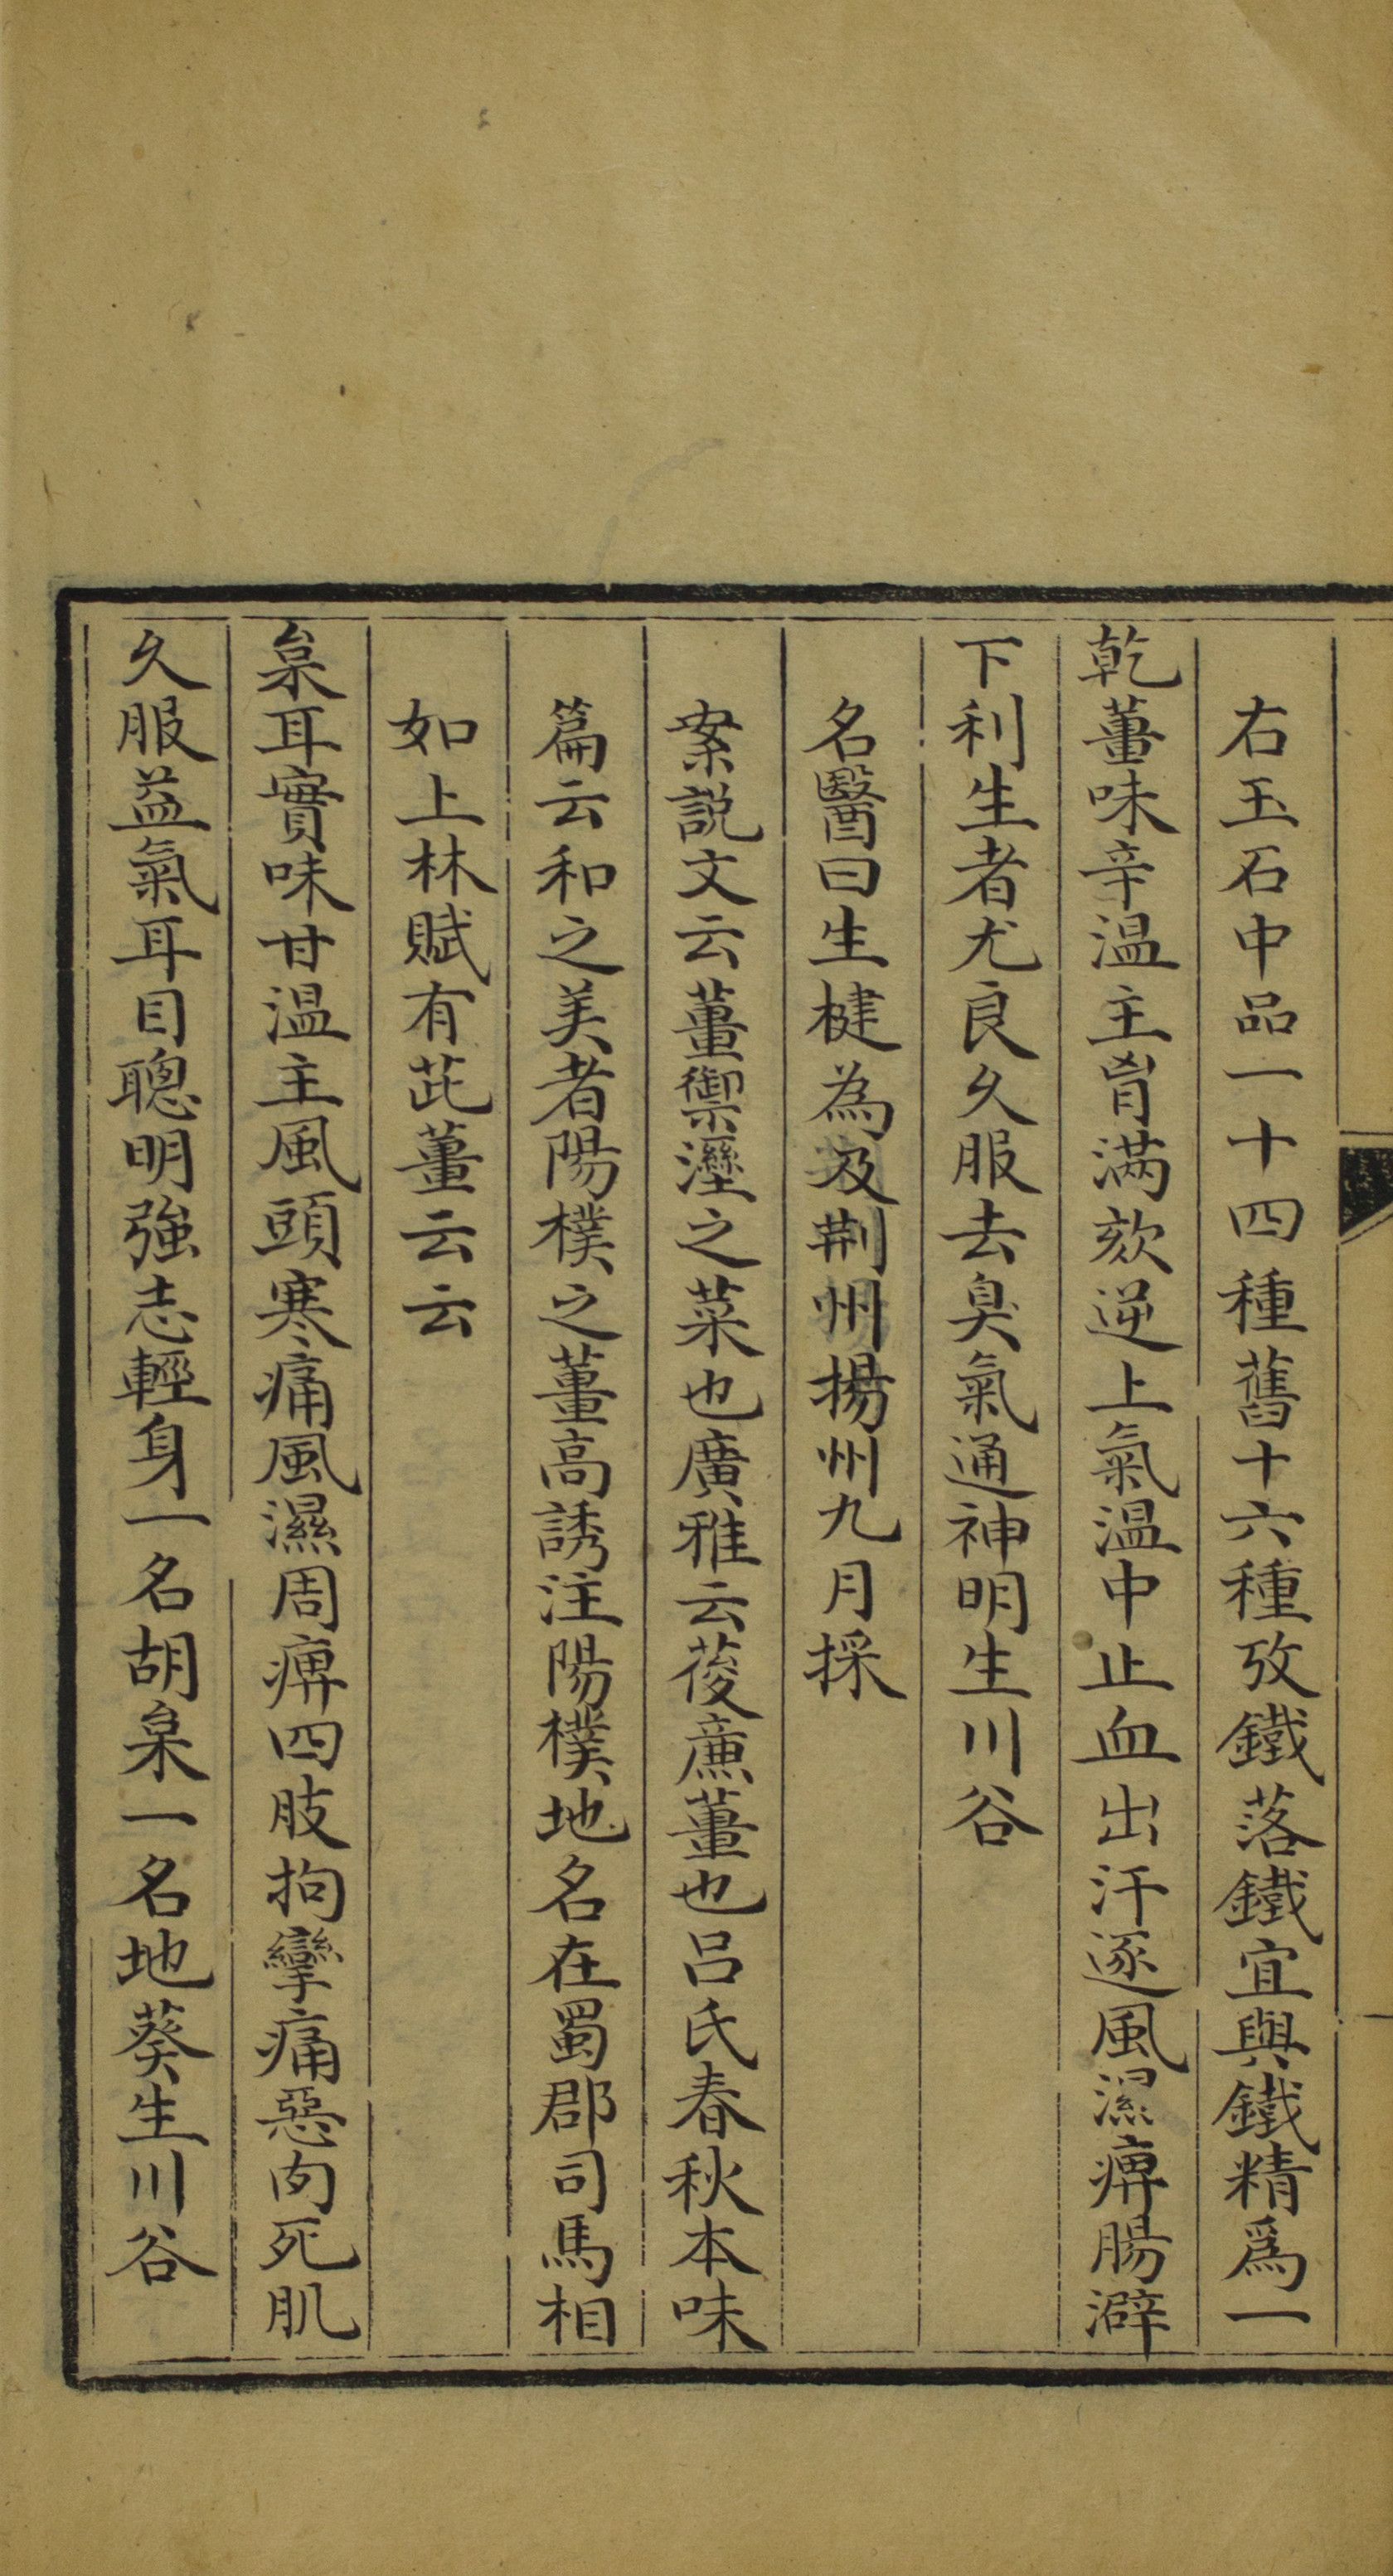 右玉石中品一十四種舊十六種攷鐵落鐵宜與鐵精爲一
乾薑味辛温主胷滿欬逆上氣温中止血出汗逐風濕痹腸澼
下利生者尤良久服去臭氣通神明生川谷
名醫曰生楗為及荆州揚州九月採
案説文云薑禦溼之菜也廣雅云葰廉薑也吕氏春秋本味
篇云和之美者陽樸之薑高誘注陽樸地名在蜀郡司馬相
如上林賦有茈薑云云
枲耳實味甘温主風頭寒痛風濕周痹四肢拘攣痛惡肉死肌
久服益氣耳目聰明強志輕身一名胡枲一名地葵生川谷